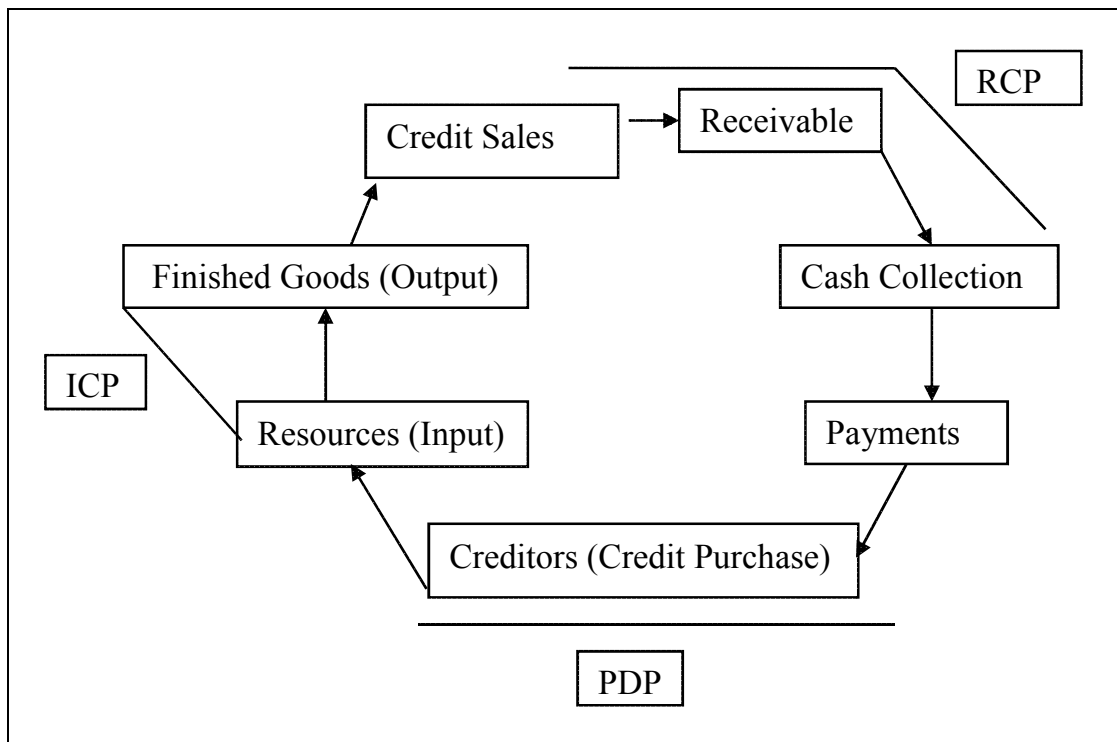 RCP
Credit Sales
Receivable
Finished Goods (Output)
Cash Collection
ICP
Resources (Input)
Payments
Creditors (Credit Purchase)
PDP